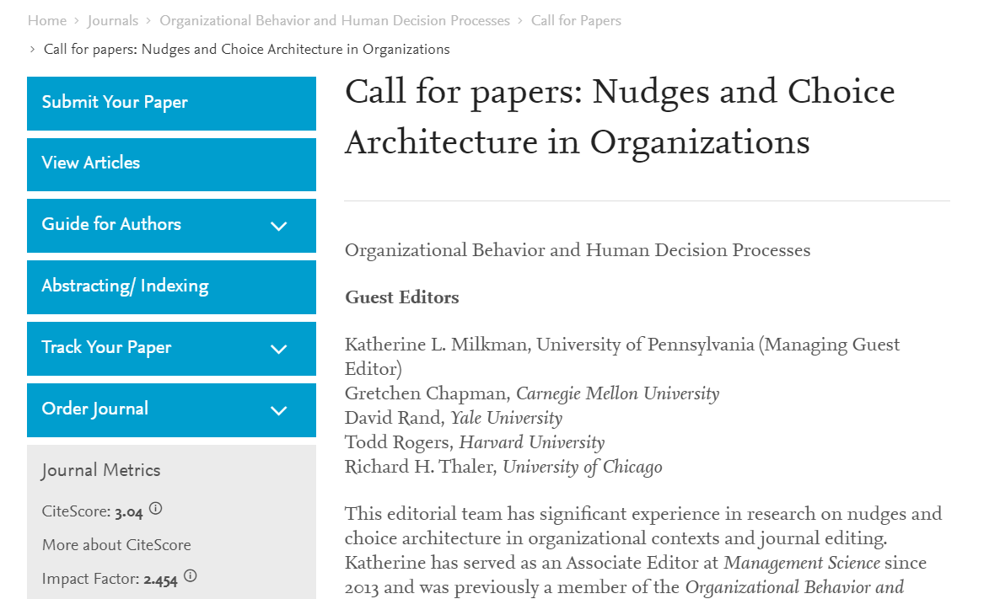 Home > Journals > Organizational Behavior and Human Decision Processes > Call for Papers
> Call for papers: Nudges and Choice Architecture in Organizations
Submit Your Paper
View Articles
Guide for Authors
Abstracting/ Indexing
Track Your Paper
Order Journal
Journal Metrics
CiteScore: 3.04
More about CiteScore
Impact Factor: 2.454
Call for papers: Nudges and Choice
Architecture in Organizations
Organizational Behavior and Human Decision Processes
Guest Editors
Katherine L. Milkman, University of Pennsylvania (Managing Guest
Editor)
Gretchen Chapman, Carnegie Mellon University
David Rand, Yale University
Todd Rogers, Harvard University
Richard H. Thaler, University of Chicago
This editorial team has significant experience in research on nudges and
choice architecture in organizational contexts and journal editing.
Katherine has served as an Associate Editor at Management Science since
2013 and was previously a member of the Organizational Behavior and